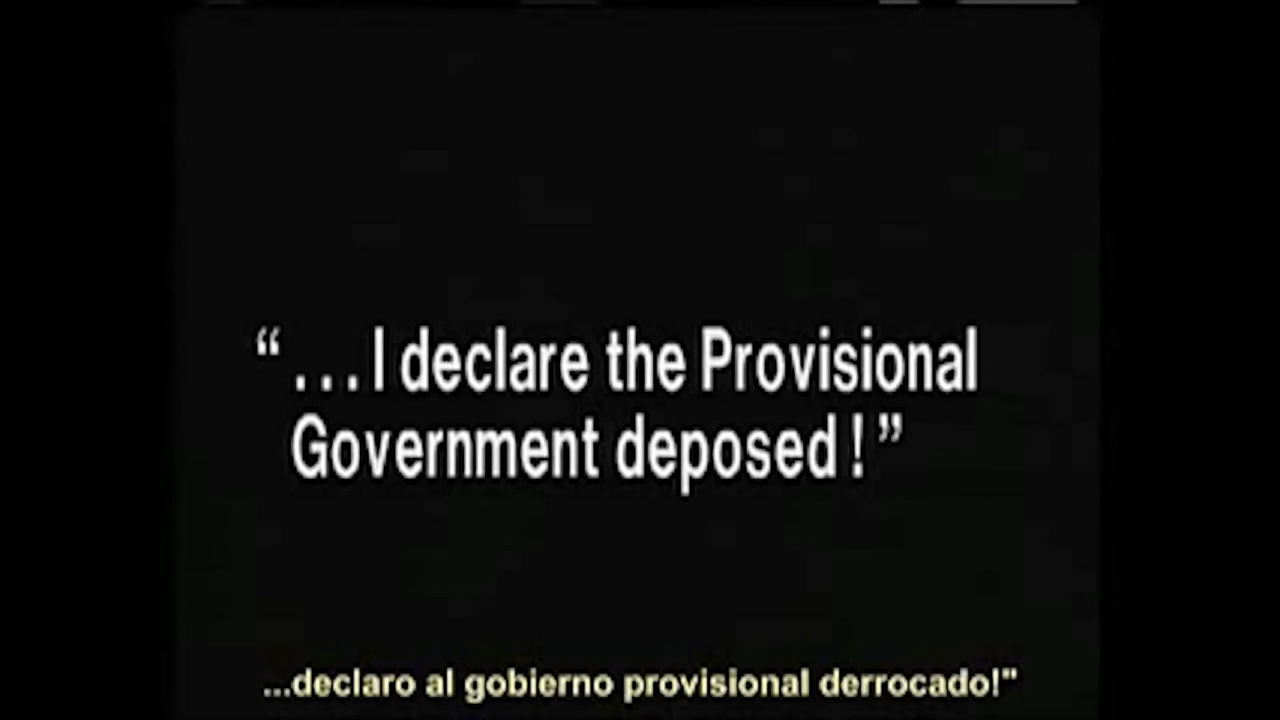 “ ...I declare the Provisional
Government deposed ! ”
...declaro al gobierno provisional derrocado!"